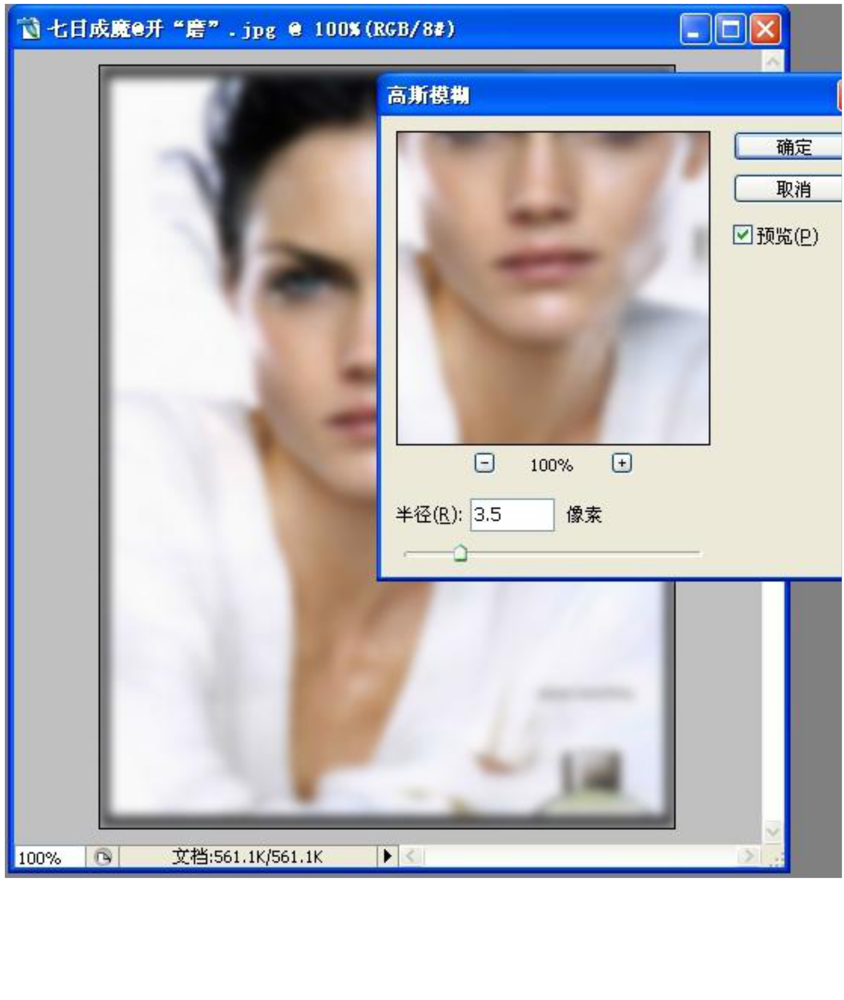 七日成魔@开“磨”.jpg @ 100%(RGB/8#)
高斯模糊
确定
取消
预览(P)
100%
半径(R): 3.5 像素
100% 文档:561.1K/561.1K